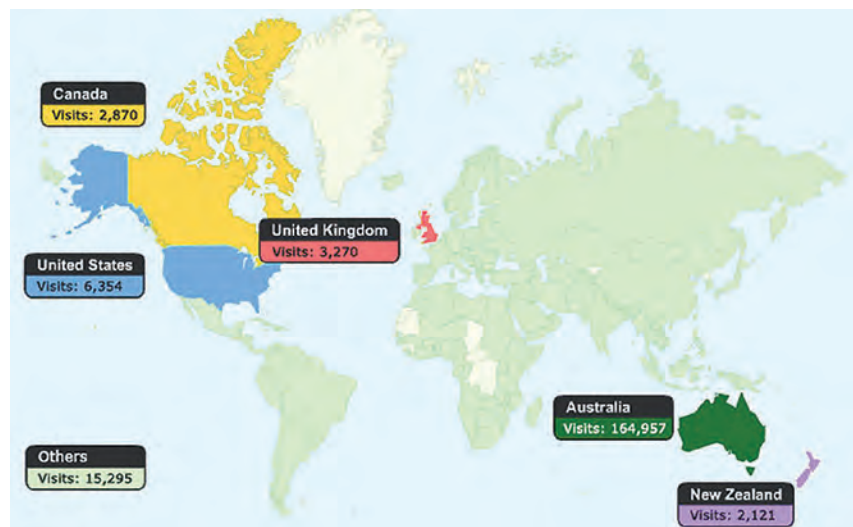 Canada
Visits: 2,870
United Kingdom
Visits: 3,270
United States
Visits: 6,354
Australia
Visits: 164,957
Others
Visits: 15,295
New Zealand
Visits: 2,121